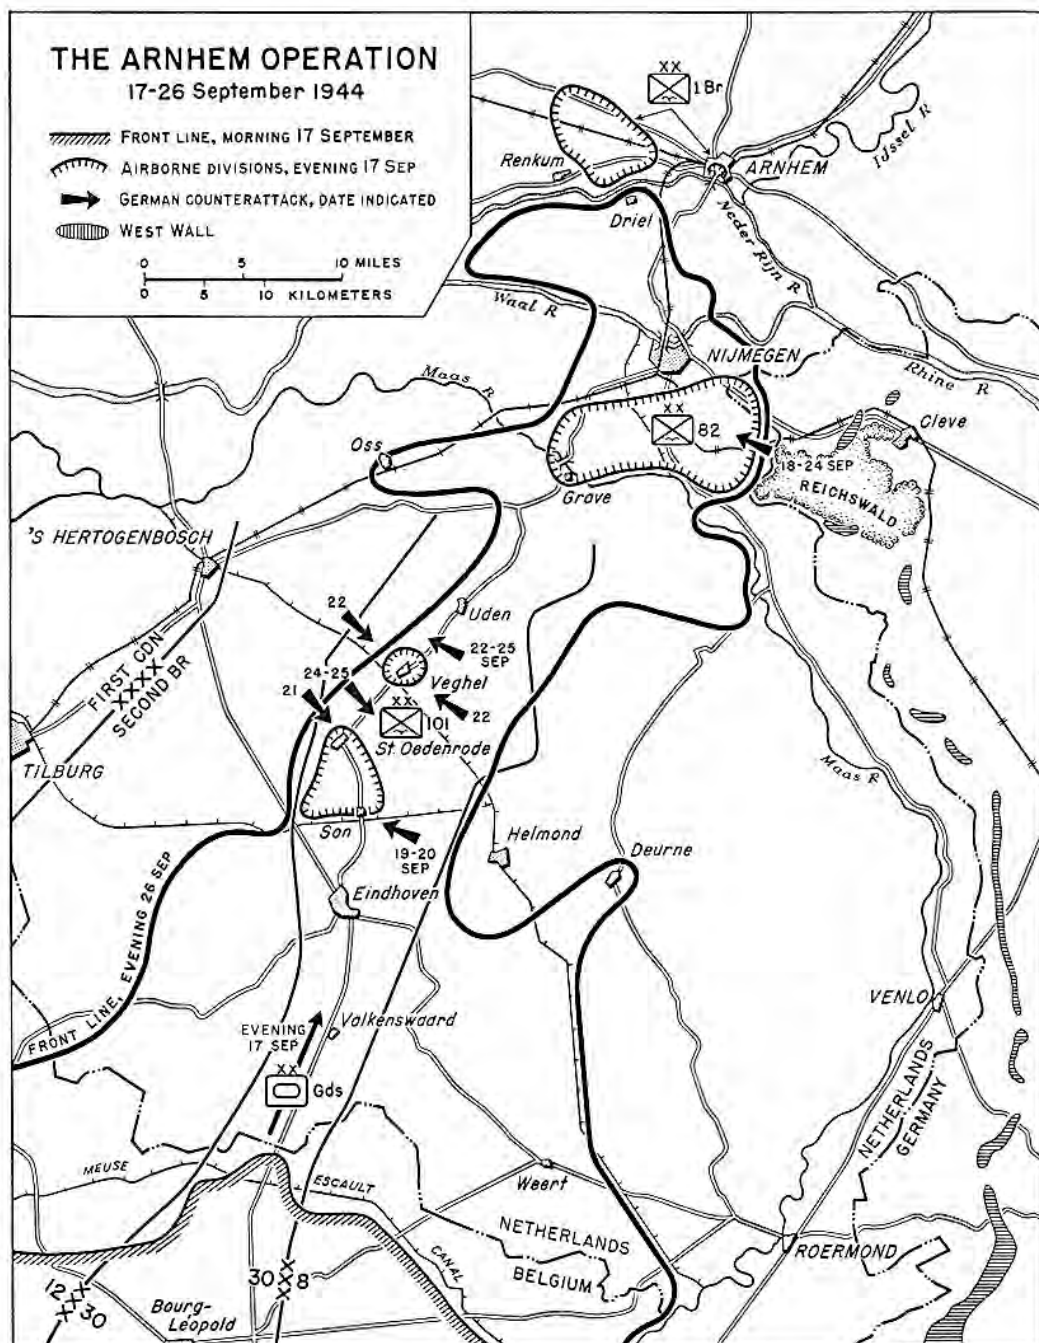 THE ARNHEM OPERATION
17-26 September 1944
FRONT LINE, MORNING 17 SEPTEMBER
AIRBORNE DIVISIONS, EVENING 17 SEP
GERMAN COUNTERATTACK, DATE INDICATED
WEST WALL
0 5 10 MILES
0 5 10 KILOMETERS
XX
1 Br
Renkum
ARNHEM
IJssel R
Driel
Neder Rijn R
Waal R
NIJMEGEN
Maas R
Rhine R
XX
82
Cleve
Oss
18-24 SEP
Grave
REICHSWALD
'S HERTOGENBOSCH
22
Uden
22-25
SEP
FIRST CDN
XXXX
SECOND BR
24-25
21
Veghel
XX
101
22
St. Oedenrode
TILBURG
Maas R
Son
Helmond
19-20
SEP
Deurne
Eindhoven
FRONT LINE, EVENING 26 SEP
VENLO
EVENING
17 SEP
Valkenswaard
XX
Gds
NETHERLANDS
GERMANY
MEUSE
ESCAULT
CANAL
Weert
NETHERLANDS
BELGIUM
ROERMOND
12 XXX 30
30 XXX 8
Bourg-
Léopold